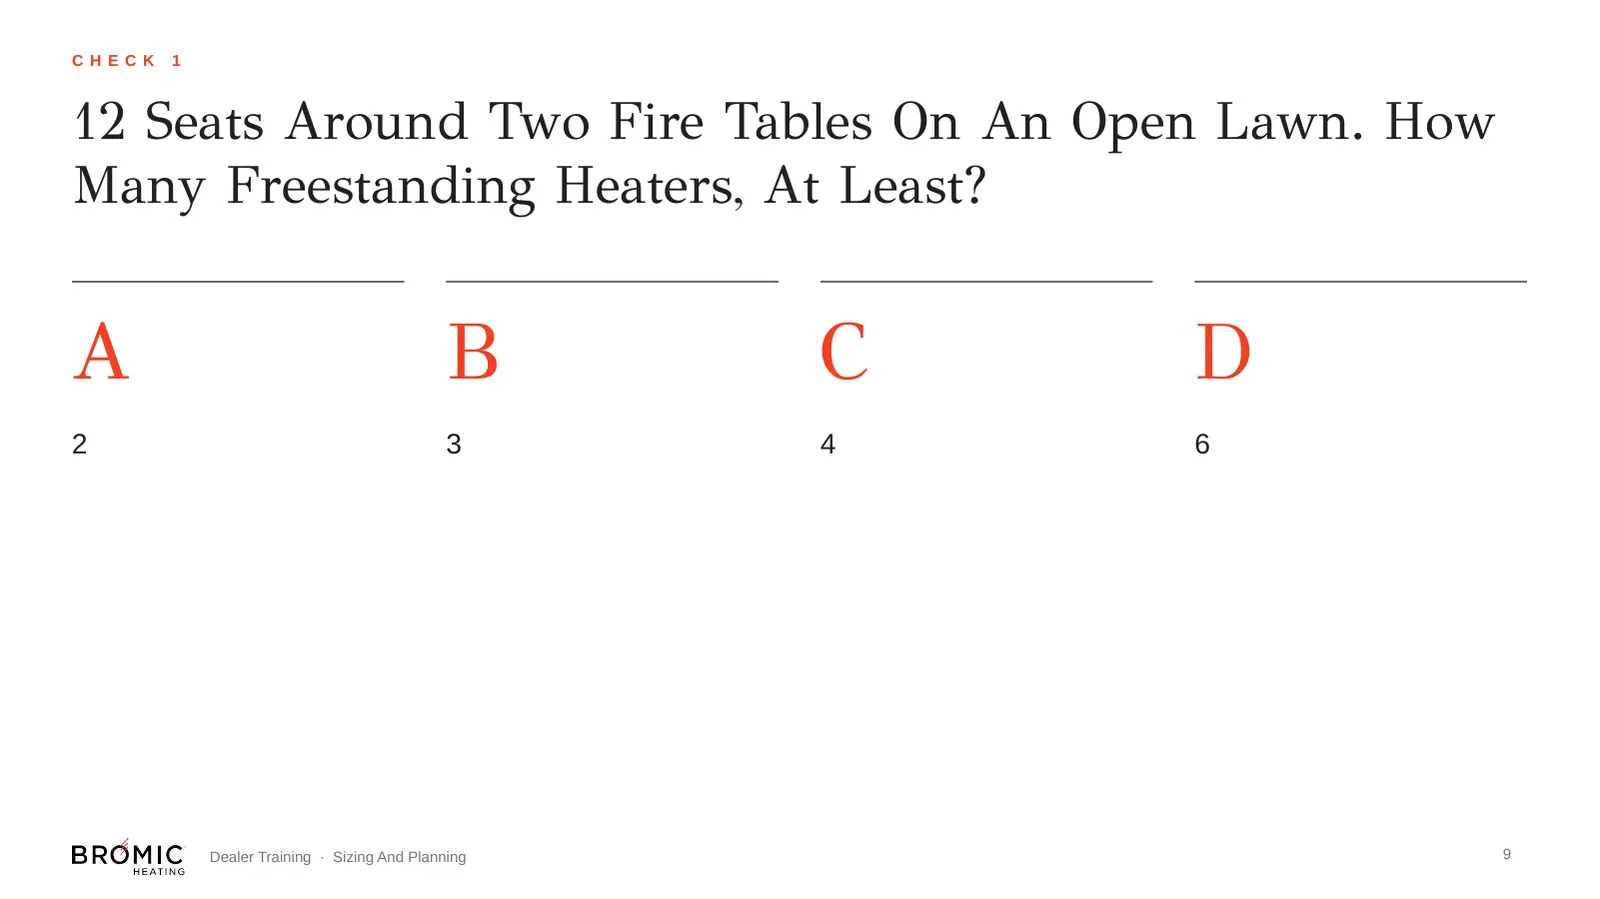 CHECK 1
12 Seats Around Two Fire Tables On An Open Lawn. How
Many Freestanding Heaters, At Least?
A
B
C
D
2
3
4
6
BROMIC
HEATING
Dealer Training · Sizing And Planning
9